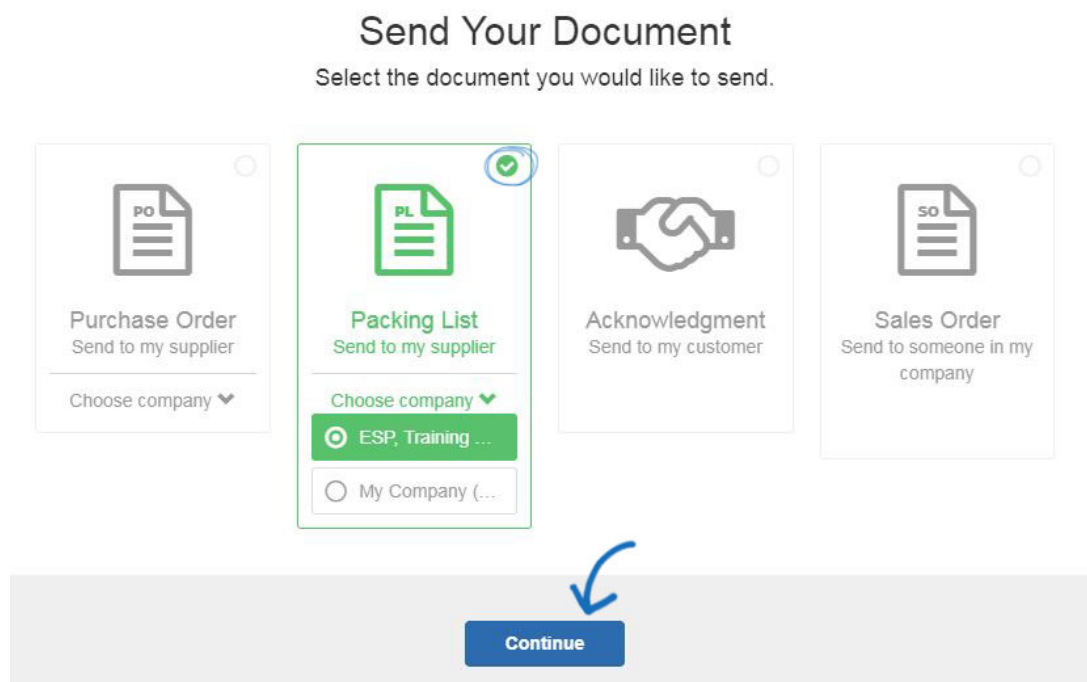 Send Your Document
Select the document you would like to send.
PO
Purchase Order
Send to my supplier
Choose company
PL
Packing List
Send to my supplier
Choose company
ESP, Training ...
My Company (...
Acknowledgment
Send to my customer
SO
Sales Order
Send to someone in my
company
Continue